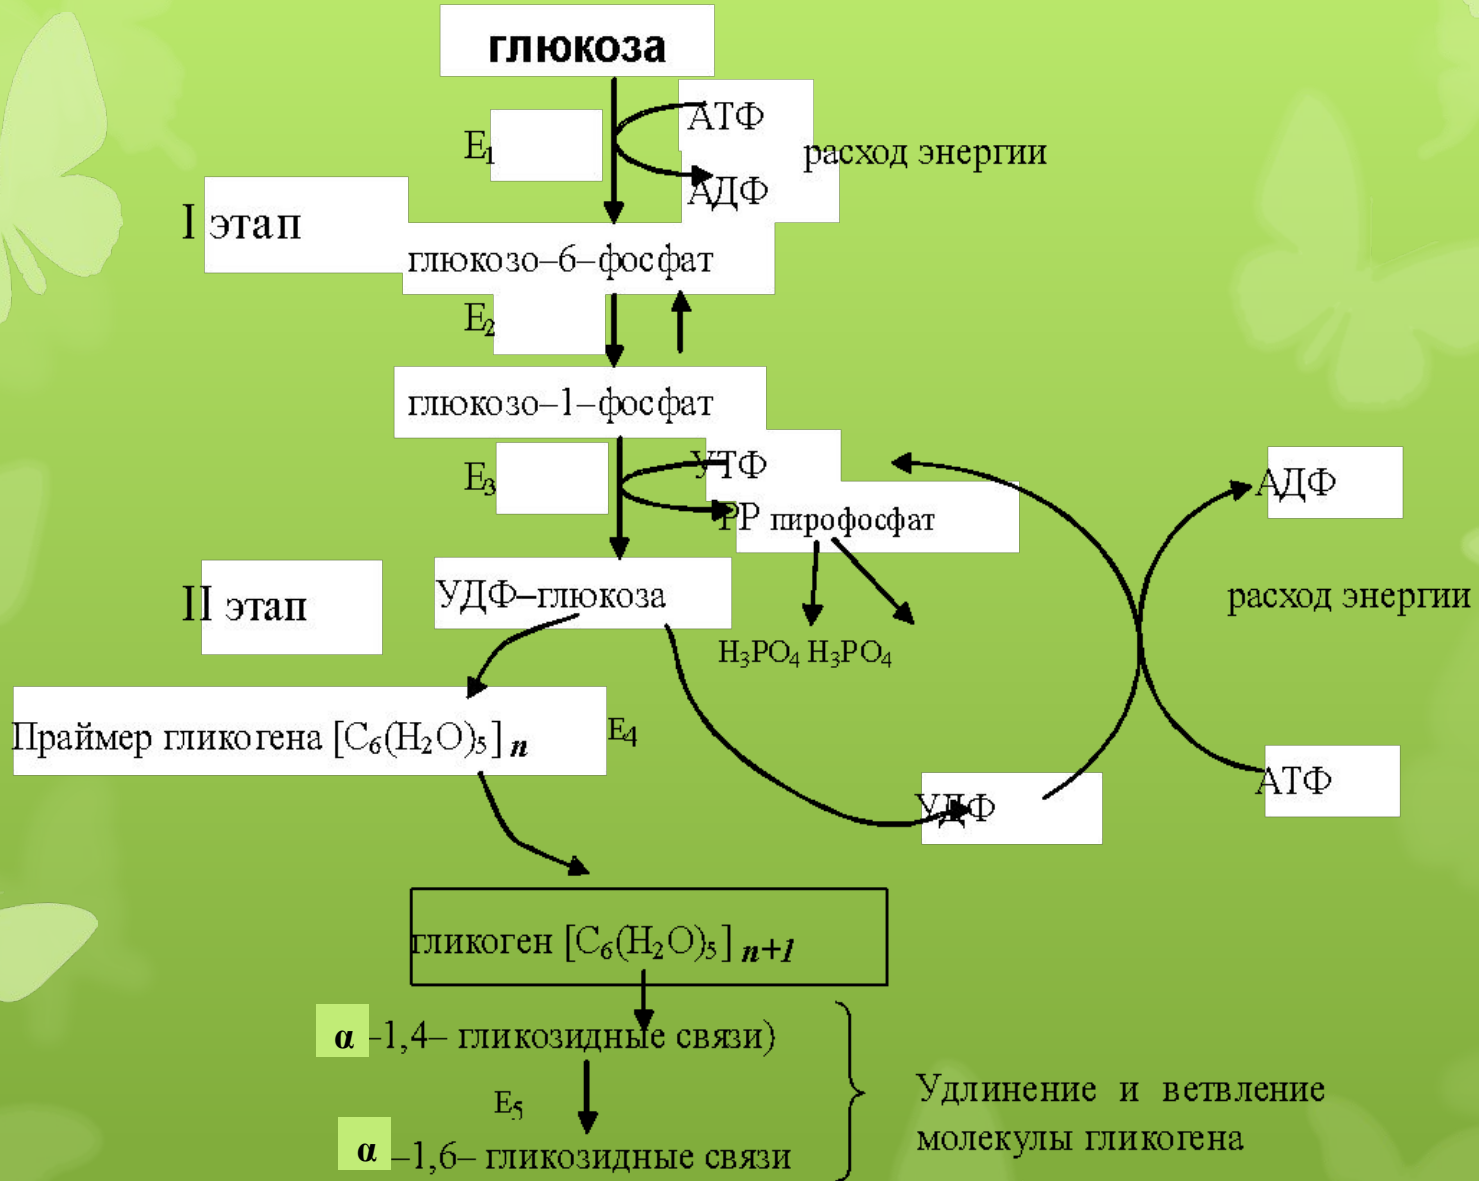 глюкоза
АТФ
E₁
расход энергии
АДФ
I этап
глюкозо–6–фосфат
E₂
глюкозо–1–фосфат
УТФ
E₃
АДФ
PP пирофосфат
II этап
УДФ–глюкоза
расход энергии
H₃PO₄ H₃PO₄
Праймер гликогена [C₆(H₂O)₅] n
E₄
УДФ
АТФ
гликоген [C₆(H₂O)₅] n+1
α –1,4– гликозидные связи)
E₅
Удлинение и ветвление
молекулы гликогена
α –1,6– гликозидные связи